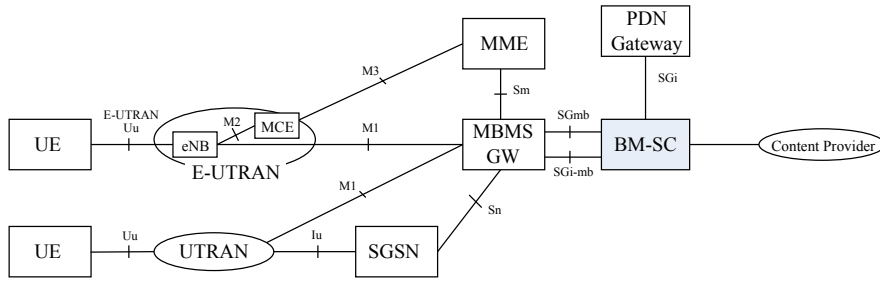 PDN
Gateway
MME
SGi
M3
Sm
E-UTRAN
Uu
M2
MCE
SGmb
UE
eNB
M1
MBMS
GW
BM-SC
Content Provider
E-UTRAN
SGi-mb
M1
Sn
Uu
Iu
UE
UTRAN
SGSN